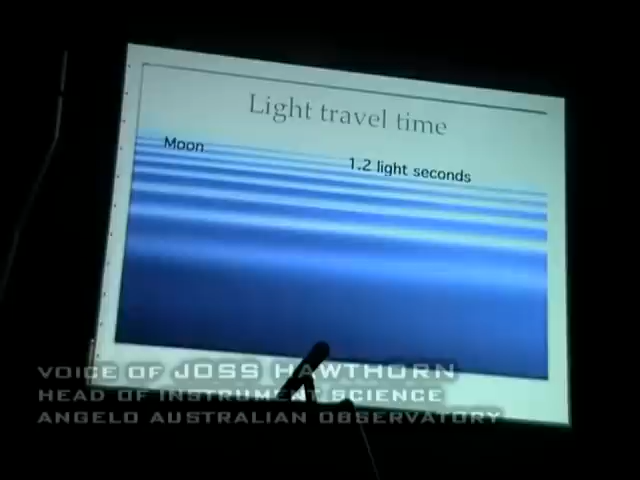 Light travel time
Moon
1.2 light seconds
VOICE OF JOSS HAWTHORN
HEAD OF INSTRUMENT SCIENCE
ANGELO AUSTRALIAN OBSERVATORY